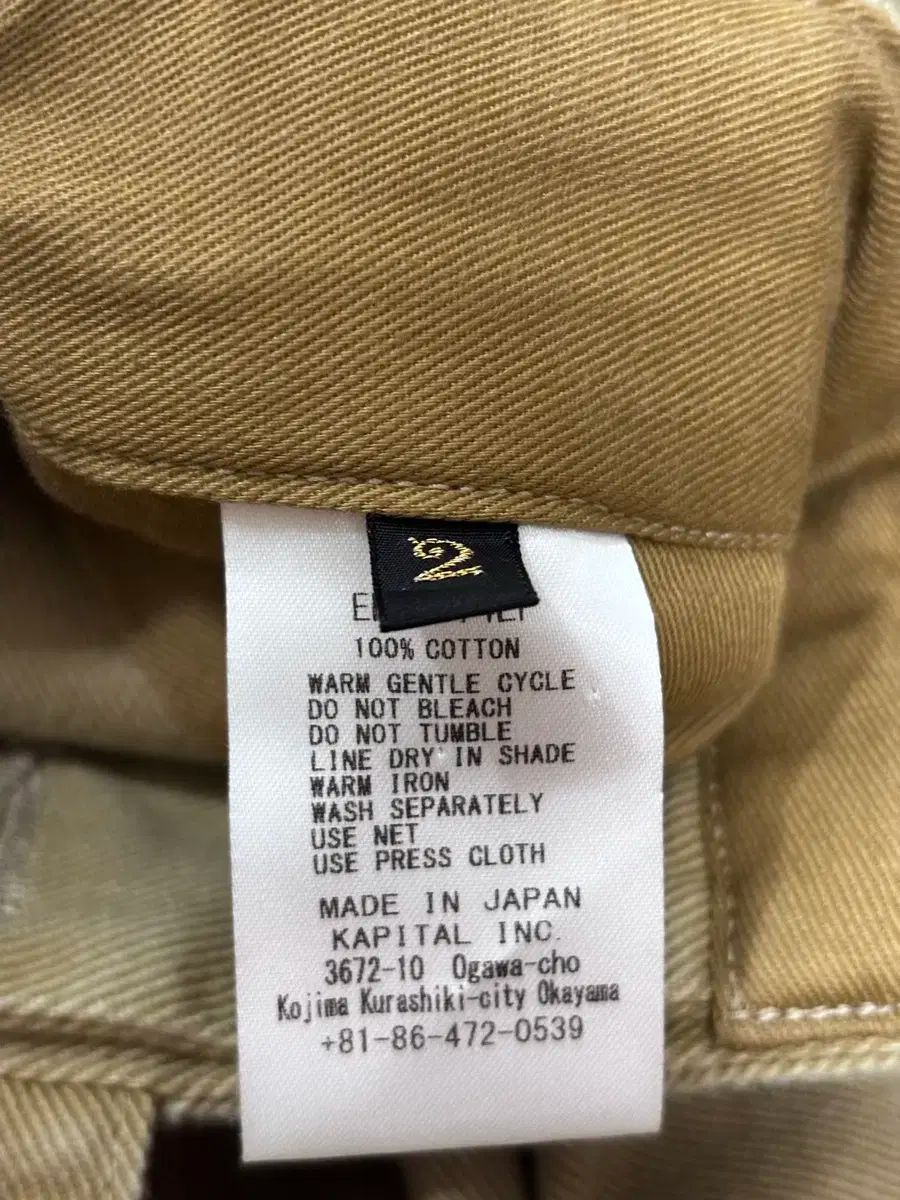 2
100% COTTON
WARM GENTLE CYCLE
DO NOT BLEACH
DO NOT TUMBLE
LINE DRY IN SHADE
WARM IRON
WASH SEPARATELY
USE NET
USE PRESS CLOTH
MADE IN JAPAN
KAPITAL INC.
3672-10 Ogawa-cho
Kojima Kurashiki-city Okayama
+81-86-472-0539